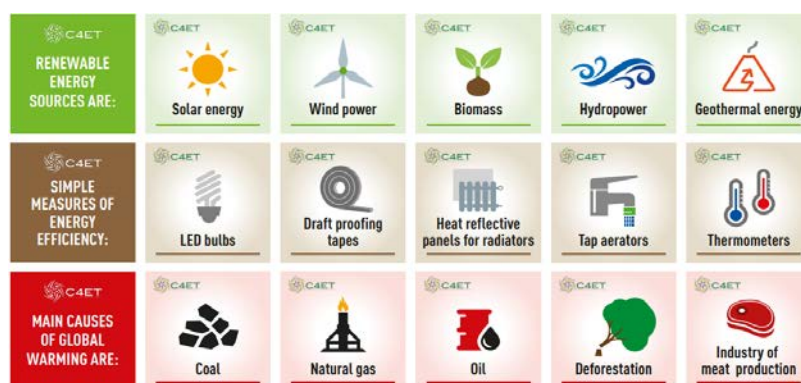 C4ET
RENEWABLE
ENERGY
SOURCES ARE:
C4ET
Solar energy
C4ET
Wind power
C4ET
Biomass
C4ET
Hydropower
C4ET
Geothermal energy
C4ET
SIMPLE
MEASURES OF
ENERGY
EFFICIENCY:
C4ET
LED bulbs
C4ET
Draft proofing
tapes
C4ET
Heat reflective
panels for radiators
C4ET
Tap aerators
C4ET
Thermometers
C4ET
MAIN CAUSES
OF GLOBAL
WARMING ARE:
C4ET
Coal
C4ET
Natural gas
C4ET
Oil
C4ET
Deforestation
C4ET
Industry of
meat production